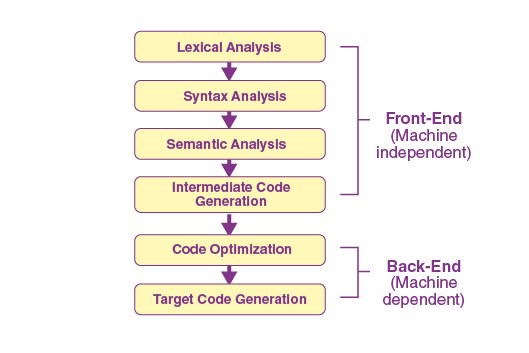 Lexical Analysis
Syntax Analysis
Semantic Analysis
Intermediate Code
Generation
Front-End
(Machine
independent)
Code Optimization
Target Code Generation
Back-End
(Machine
dependent)